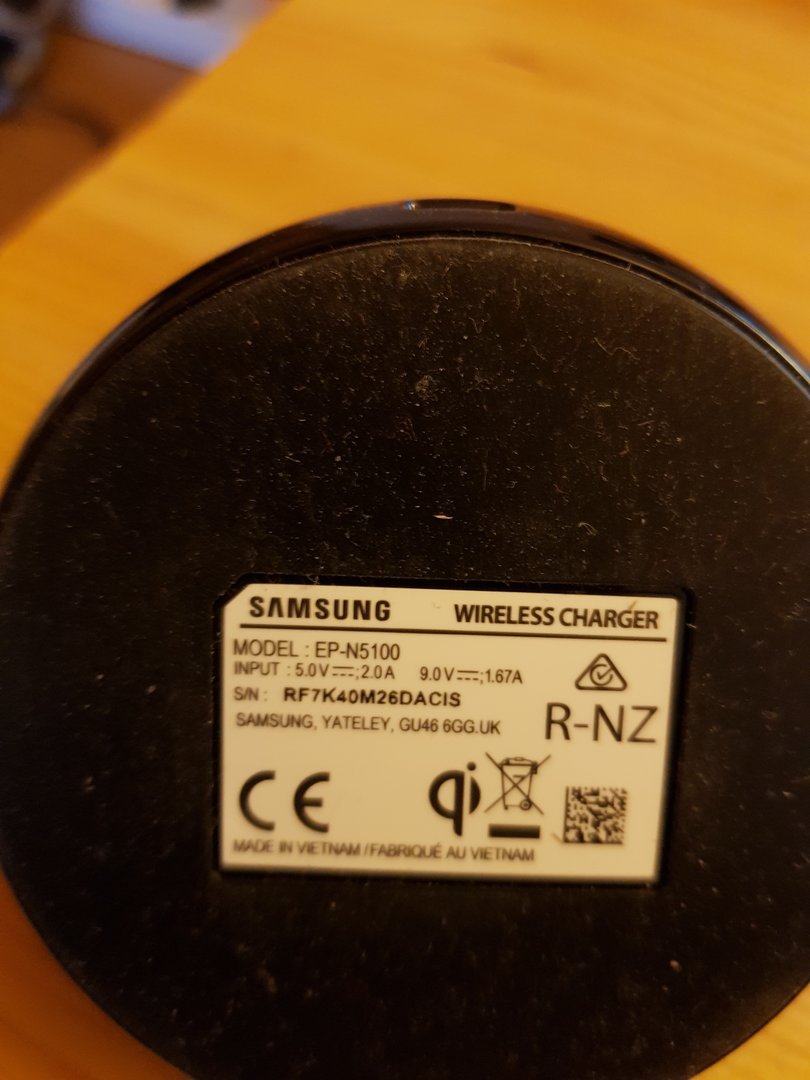 SAMSUNG WIRELESS CHARGER
MODEL : EP-N5100
INPUT : 5.0V⎓;2.0A 9.0V⎓;1.67A
S/N : RF7K40M26DACIS
SAMSUNG, YATELEY, GU46 6GG.UK
R-NZ
CE qi
MADE IN VIETNAM / FABRIQUÉ AU VIETNAM